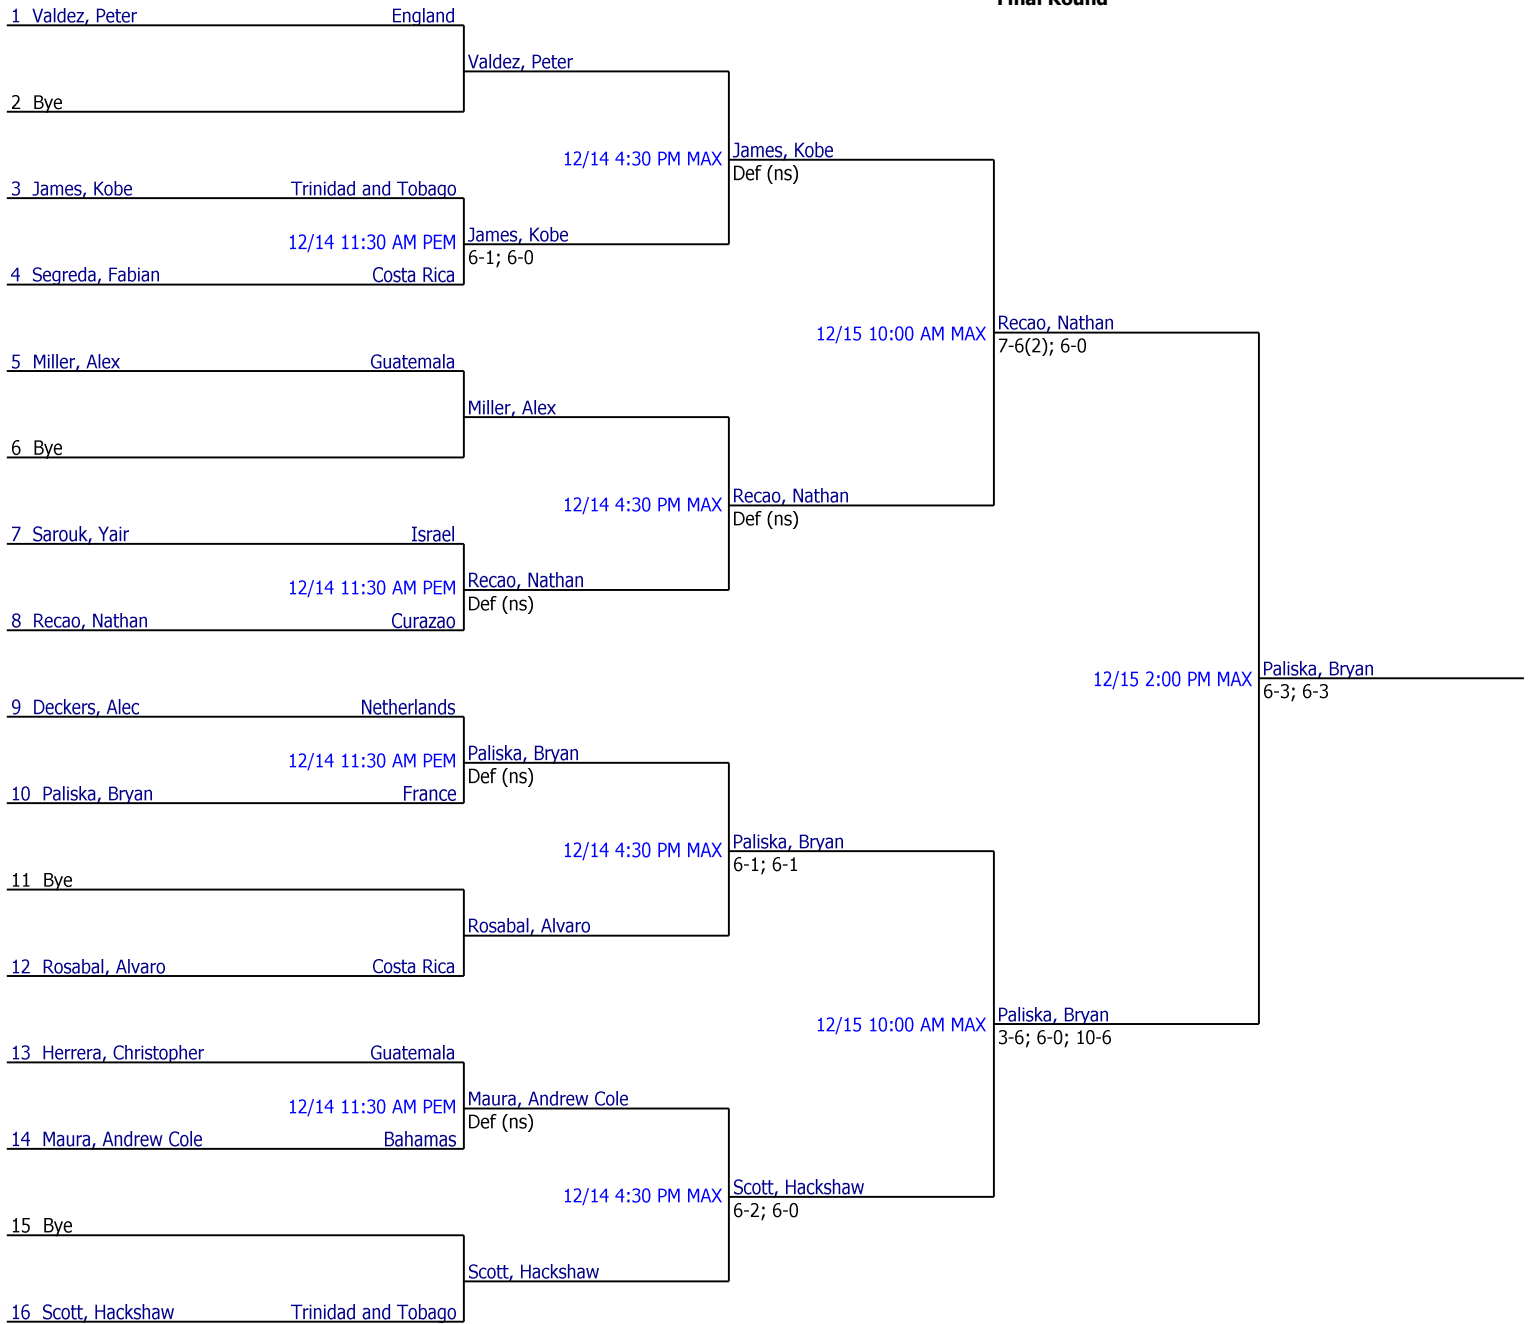 Final Round
1 Valdez, Peter England
Valdez, Peter
2 Bye
12/14 4:30 PM MAX James, Kobe
Def (ns)
3 James, Kobe Trinidad and Tobago
12/14 11:30 AM PEM James, Kobe
6-1; 6-0
4 Segreda, Fabian Costa Rica
12/15 10:00 AM MAX Recao, Nathan
7-6(2); 6-0
5 Miller, Alex Guatemala
Miller, Alex
6 Bye
12/14 4:30 PM MAX Recao, Nathan
Def (ns)
7 Sarouk, Yair Israel
12/14 11:30 AM PEM Recao, Nathan
Def (ns)
8 Recao, Nathan Curazao
12/15 2:00 PM MAX Paliska, Bryan
6-3; 6-3
9 Deckers, Alec Netherlands
12/14 11:30 AM PEM Paliska, Bryan
Def (ns)
10 Paliska, Bryan France
12/14 4:30 PM MAX Paliska, Bryan
6-1; 6-1
11 Bye
Rosabal, Alvaro
12 Rosabal, Alvaro Costa Rica
12/15 10:00 AM MAX Paliska, Bryan
3-6; 6-0; 10-6
13 Herrera, Christopher Guatemala
12/14 11:30 AM PEM Maura, Andrew Cole
Def (ns)
14 Maura, Andrew Cole Bahamas
12/14 4:30 PM MAX Scott, Hackshaw
6-2; 6-0
15 Bye
Scott, Hackshaw
16 Scott, Hackshaw Trinidad and Tobago